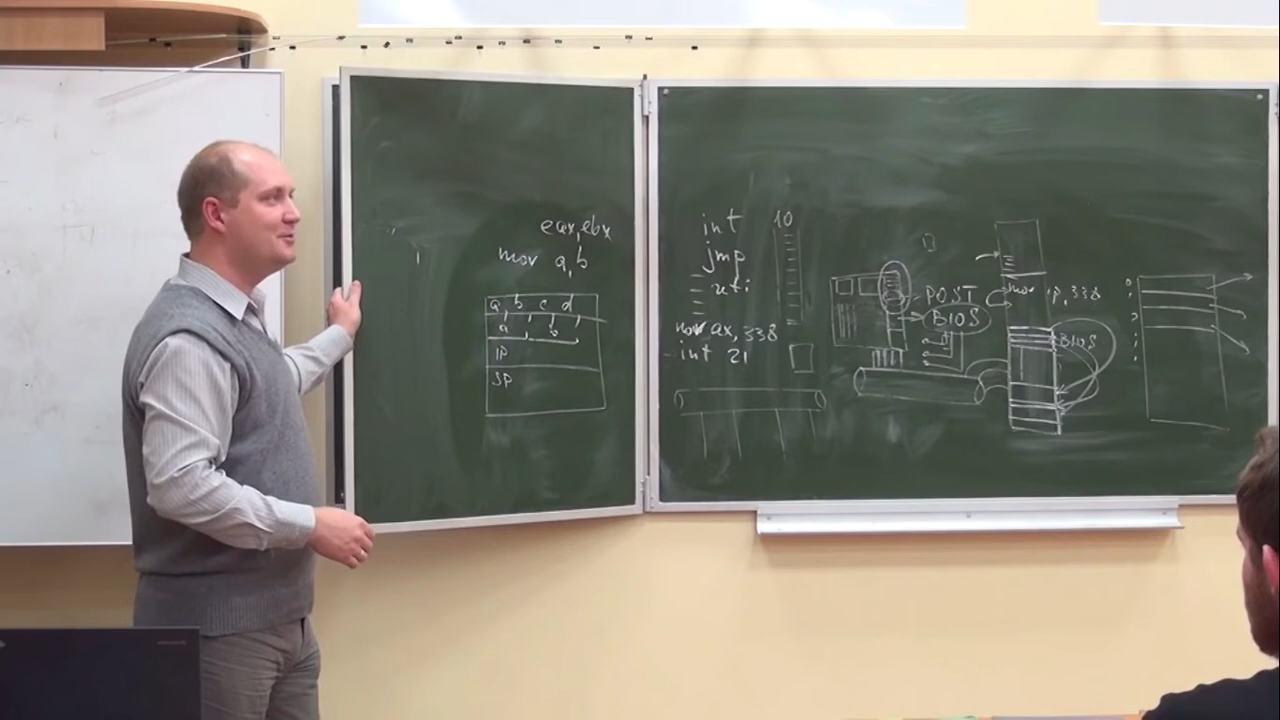 eax, ebx
mov a, b
a b c d
a b
IP
SP
int 10
jmp
mov ax, 338
int 21
POST
BIOS
mov ip, 338
BIOS